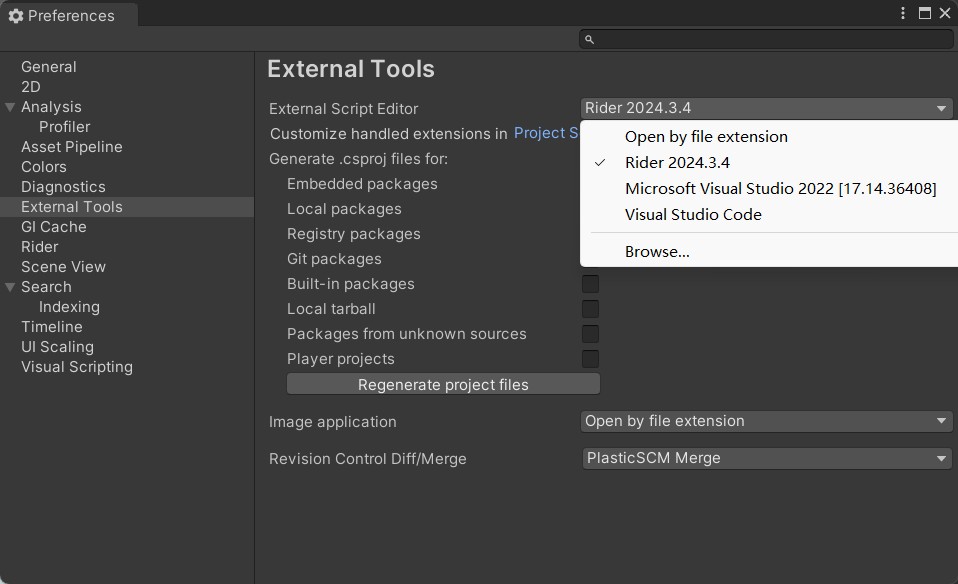 Preferences
General
2D
Analysis
Profiler
Asset Pipeline
Colors
Diagnostics
External Tools
GI Cache
Rider
Scene View
Search
Indexing
Timeline
UI Scaling
Visual Scripting
External Tools
External Script Editor
Rider 2024.3.4
Open by file extension
Rider 2024.3.4
Microsoft Visual Studio 2022 [17.14.36408]
Visual Studio Code
Browse...
Customize handled extensions in Project S
Generate .csproj files for:
Embedded packages
Local packages
Registry packages
Git packages
Built-in packages
Local tarball
Packages from unknown sources
Player projects
Regenerate project files
Image application
Open by file extension
Revision Control Diff/Merge
PlasticSCM Merge